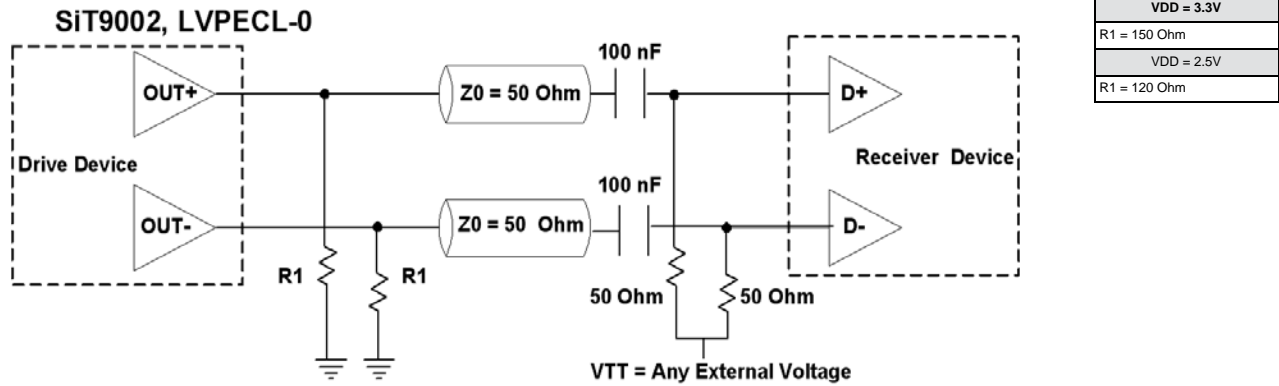 SiT9002, LVPECL-0
VDD = 3.3V
R1 = 150 Ohm
VDD = 2.5V
R1 = 120 Ohm
100 nF
OUT+
Z0 = 50 Ohm
D+
Drive Device
Receiver Device
100 nF
OUT-
Z0 = 50 Ohm
D-
R1
R1
50 Ohm
50 Ohm
VTT = Any External Voltage